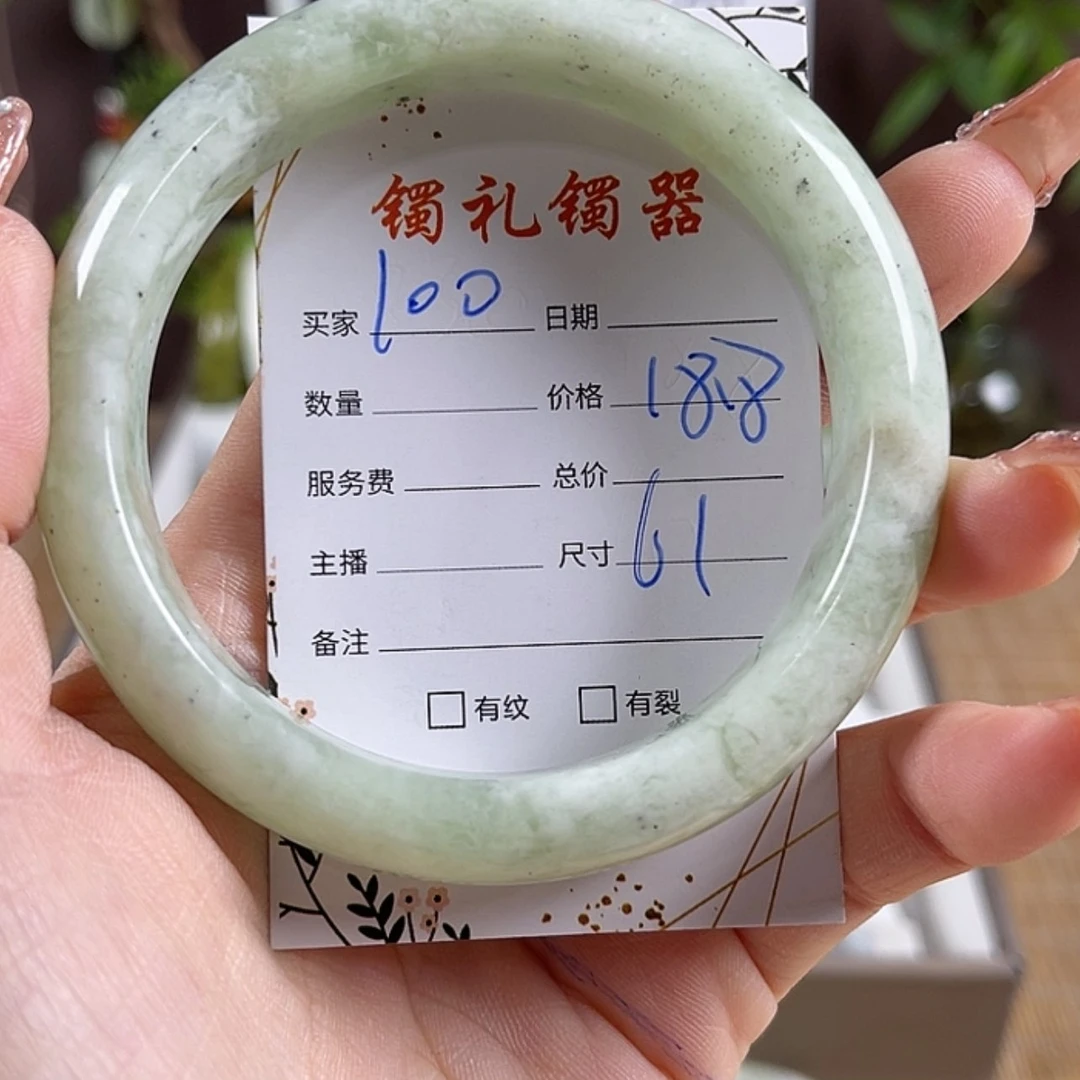 镯礼镯器
买家 100 日期
数量 价格 188
服务费 总价
主播 尺寸 61
备注
有纹 有裂